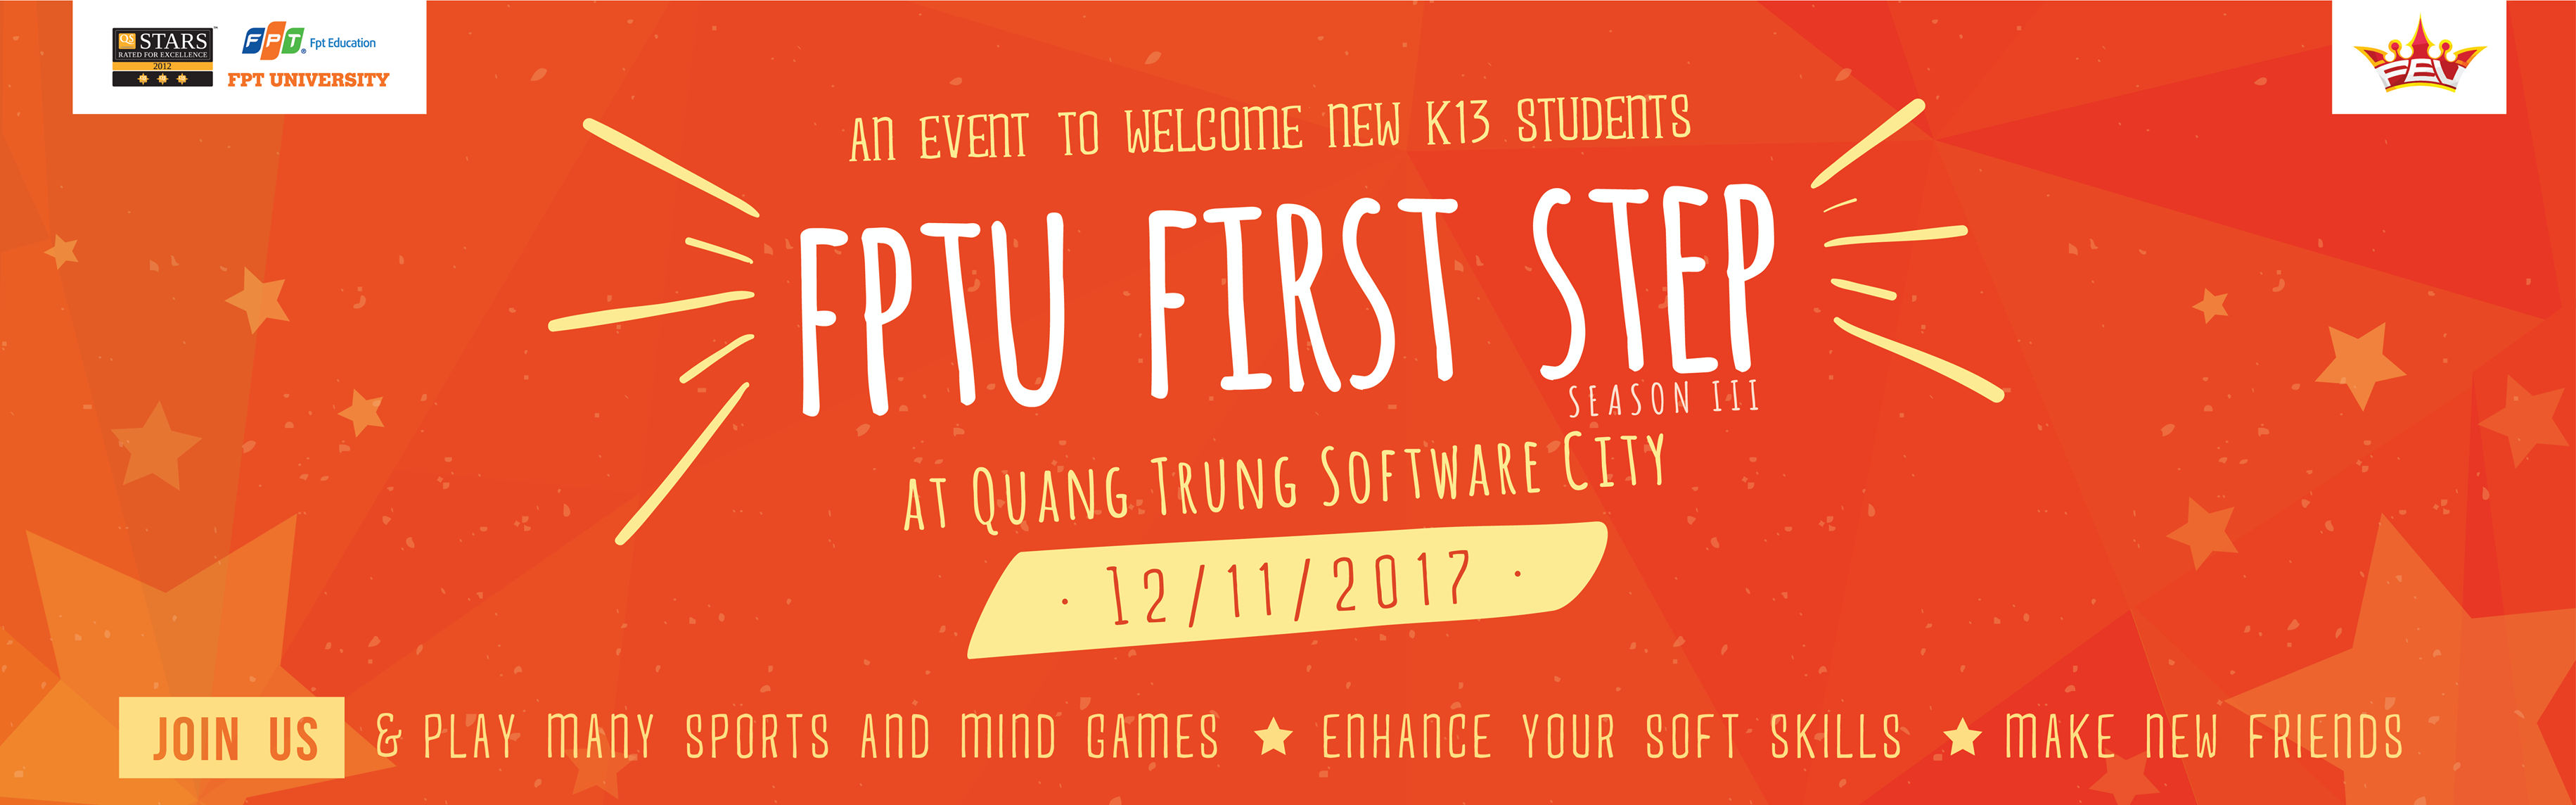 QS STARS™
RATED FOR EXCELLENCE
2012
FPT® Fpt Education
FPT UNIVERSITY
FEV
AN EVENT TO WELCOME NEW K13 STUDENTS
FPTU FIRST STEP
SEASON III
AT QUANG TRUNG SOFTWARE CITY
· 12/11/2017 ·
JOIN US & PLAY MANY SPORTS AND MIND GAMES ★ ENHANCE YOUR SOFT SKILLS ★ MAKE NEW FRIENDS